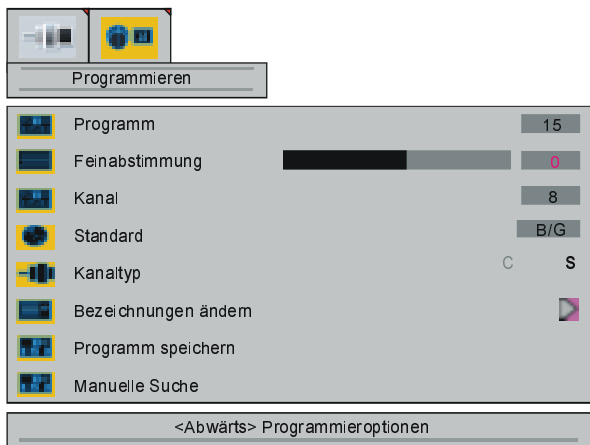 Programmieren
Programm 15
Feinabstimmung 0
Kanal 8
Standard B/G
Kanaltyp C S
Bezeichnungen ändern
Programm speichern
Manuelle Suche
<Abwärts> Programmieroptionen